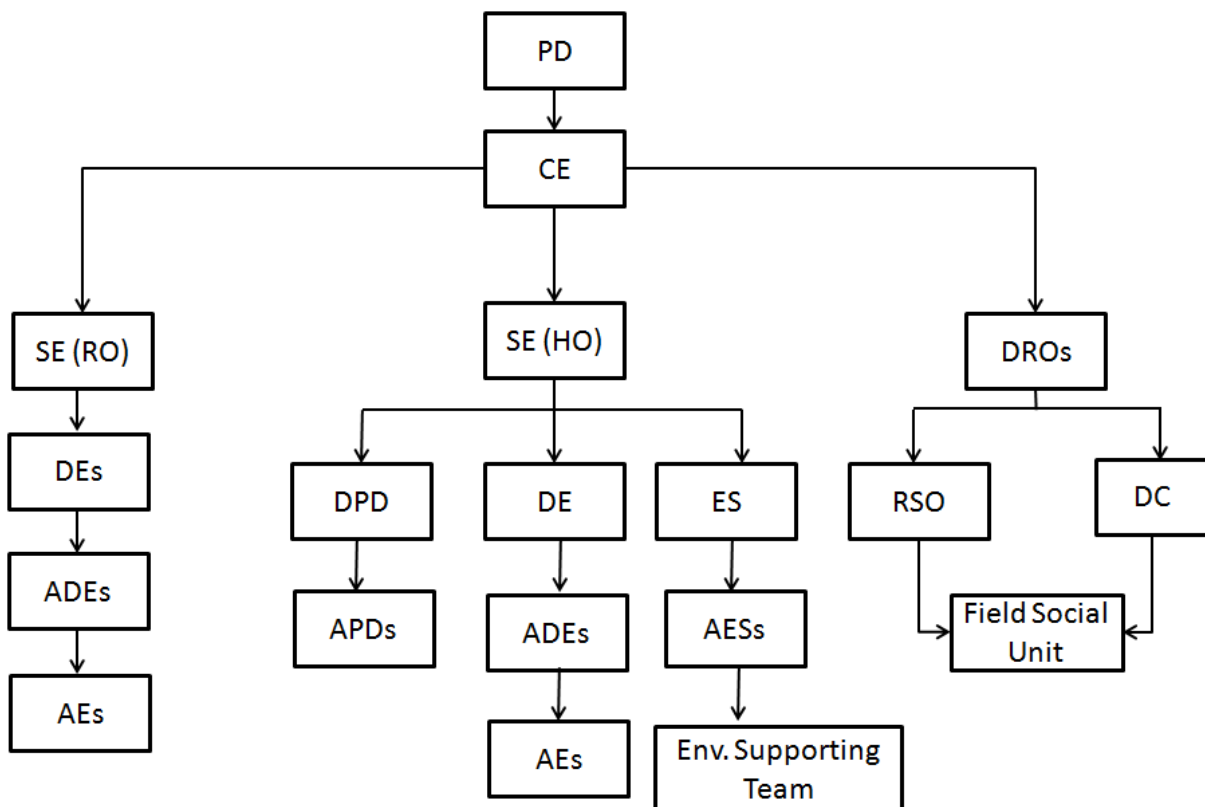 PD
CE
SE (RO)
SE (HO)
DROs
DEs
DPD
DE
ES
RSO
DC
ADEs
APDs
ADEs
AESs
Field Social
Unit
AEs
AEs
Env. Supporting
Team